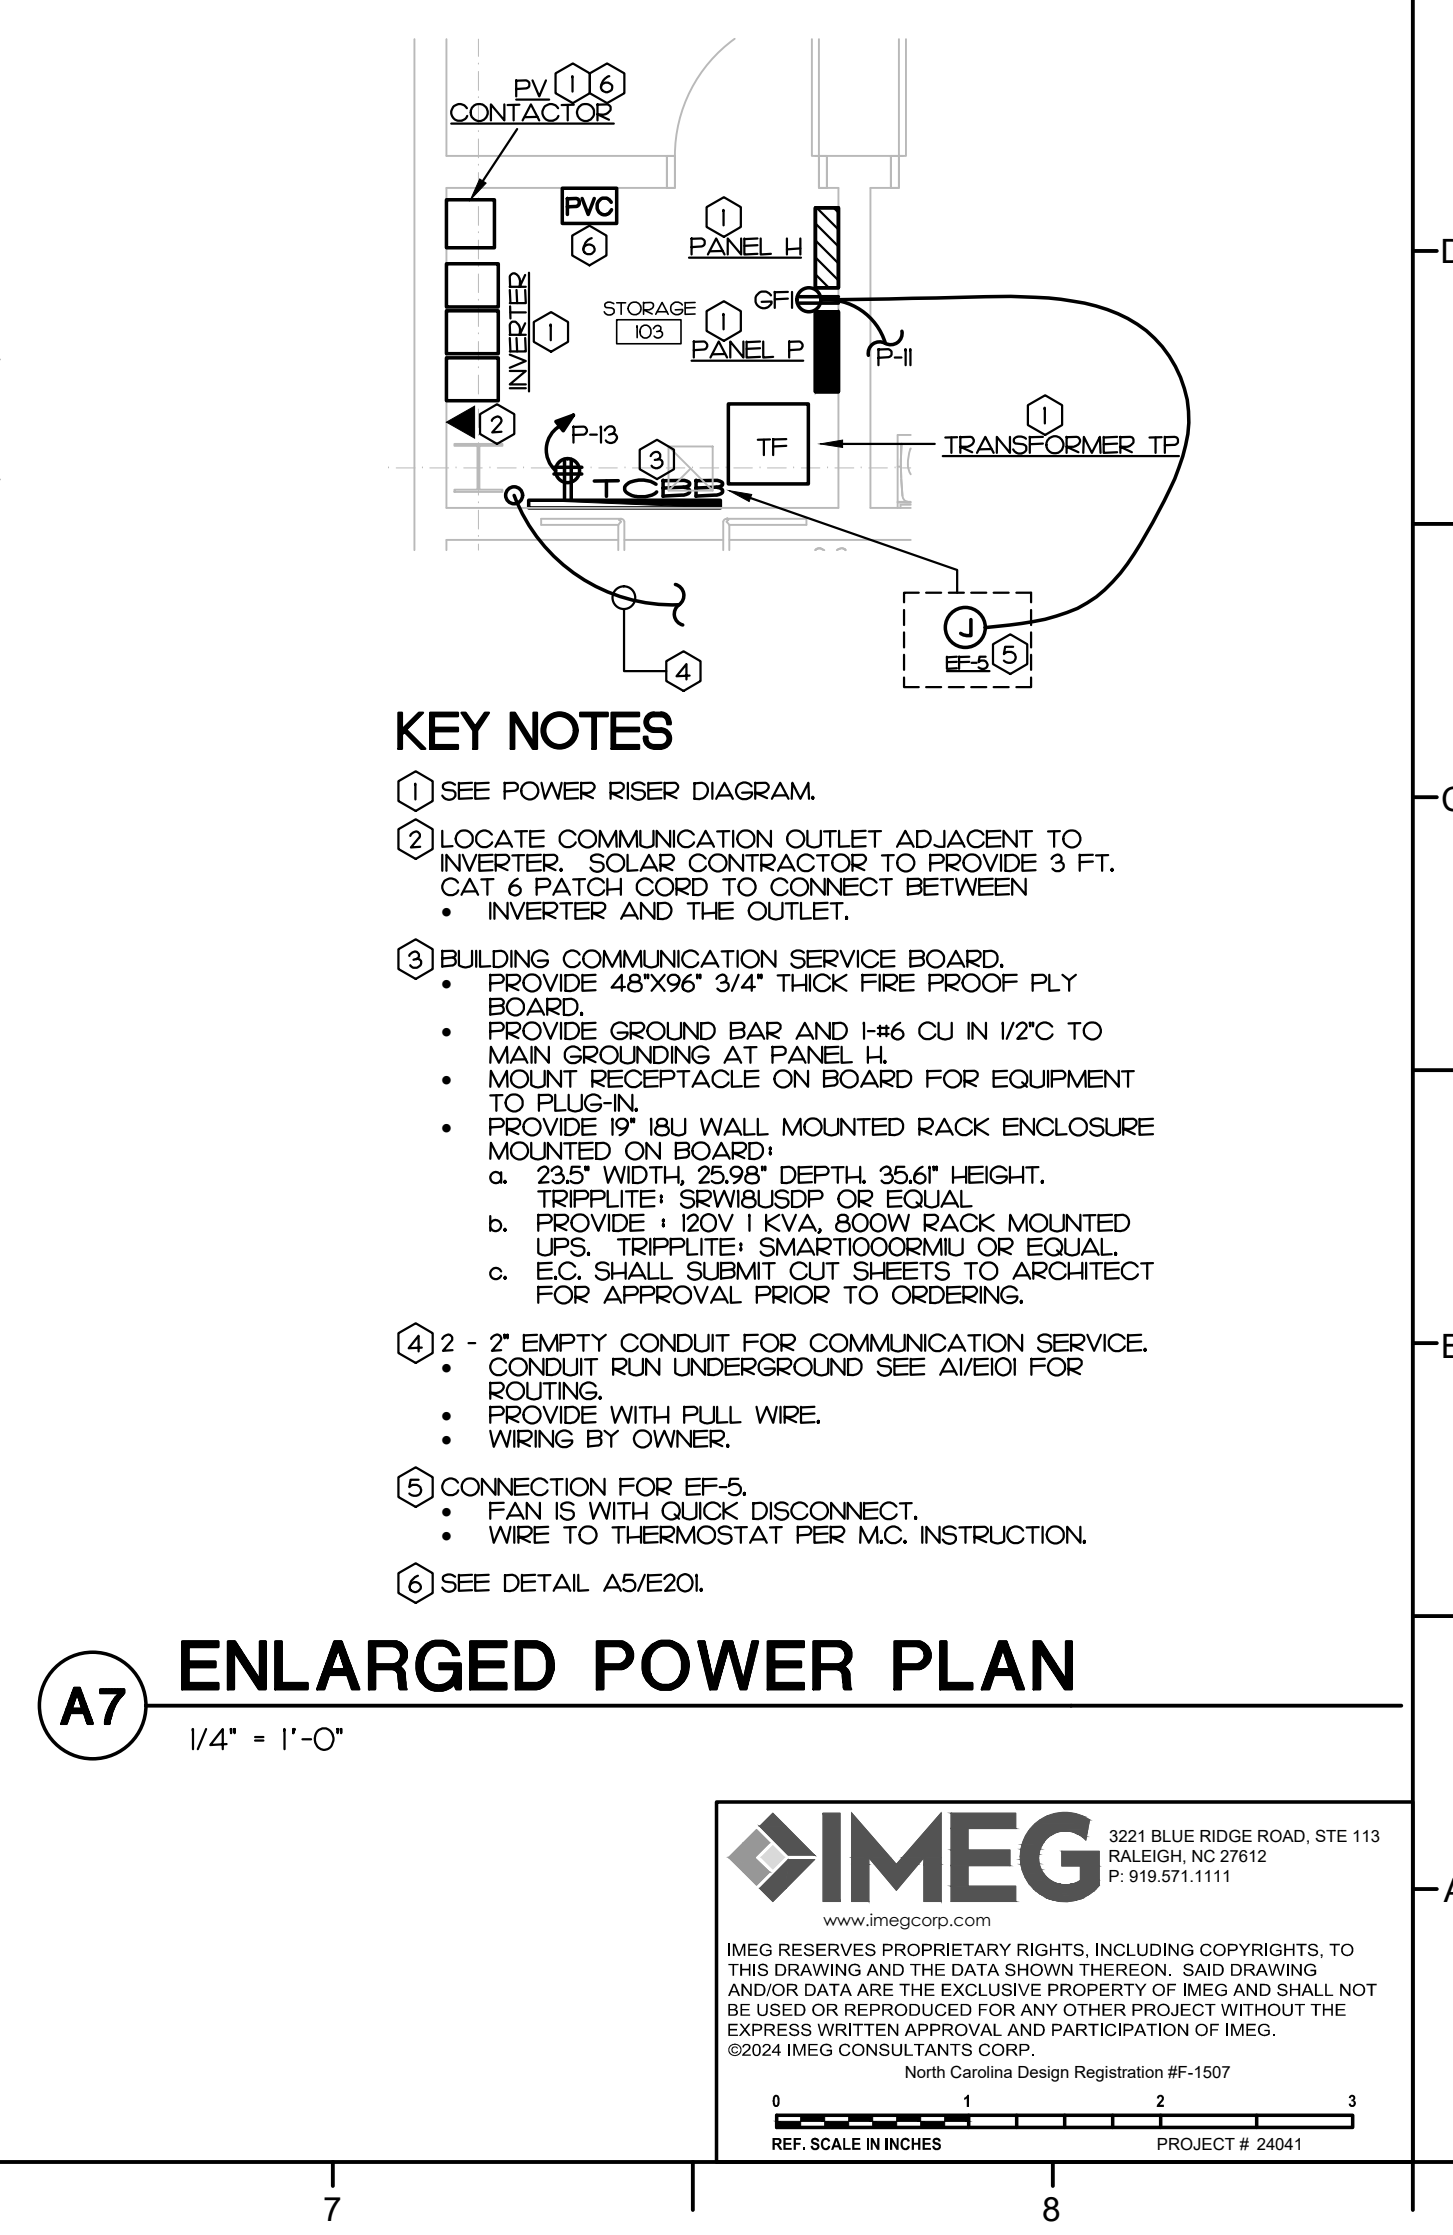 PV 1 6
CONTACTOR
PVC
6
1
PANEL H
INVERTER
1
STORAGE
103
GFI
1
PANEL P
P-11
2
P-13
3
TCBB
TF
1
TRANSFORMER TP
J
EF-5 5
4
KEY NOTES
1 SEE POWER RISER DIAGRAM.
2 LOCATE COMMUNICATION OUTLET ADJACENT TO
INVERTER. SOLAR CONTRACTOR TO PROVIDE 3 FT.
CAT 6 PATCH CORD TO CONNECT BETWEEN
• INVERTER AND THE OUTLET.
3 BUILDING COMMUNICATION SERVICE BOARD.
• PROVIDE 48"X96" 3/4" THICK FIRE PROOF PLY
BOARD.
• PROVIDE GROUND BAR AND 1-#6 CU IN 1/2"C TO
MAIN GROUNDING AT PANEL H.
• MOUNT RECEPTACLE ON BOARD FOR EQUIPMENT
TO PLUG-IN.
• PROVIDE 19" 18U WALL MOUNTED RACK ENCLOSURE
MOUNTED ON BOARD:
a. 23.5" WIDTH, 25.98" DEPTH. 35.61" HEIGHT.
TRIPPLITE: SRW18USDP OR EQUAL
b. PROVIDE : 120V 1 KVA, 800W RACK MOUNTED
UPS. TRIPPLITE: SMART1000RM1U OR EQUAL.
c. E.C. SHALL SUBMIT CUT SHEETS TO ARCHITECT
FOR APPROVAL PRIOR TO ORDERING.
4 2 - 2" EMPTY CONDUIT FOR COMMUNICATION SERVICE.
• CONDUIT RUN UNDERGROUND SEE A1/E101 FOR
ROUTING.
• PROVIDE WITH PULL WIRE.
• WIRING BY OWNER.
5 CONNECTION FOR EF-5.
• FAN IS WITH QUICK DISCONNECT.
• WIRE TO THERMOSTAT PER M.C. INSTRUCTION.
6 SEE DETAIL A5/E201.
A7 ENLARGED POWER PLAN
1/4" = 1'-0"
IMEG
3221 BLUE RIDGE ROAD, STE 113
RALEIGH, NC 27612
P: 919.571.1111
www.imegcorp.com
IMEG RESERVES PROPRIETARY RIGHTS, INCLUDING COPYRIGHTS, TO
THIS DRAWING AND THE DATA SHOWN THEREON. SAID DRAWING
AND/OR DATA ARE THE EXCLUSIVE PROPERTY OF IMEG AND SHALL NOT
BE USED OR REPRODUCED FOR ANY OTHER PROJECT WITHOUT THE
EXPRESS WRITTEN APPROVAL AND PARTICIPATION OF IMEG.
©2024 IMEG CONSULTANTS CORP.
North Carolina Design Registration #F-1507
0 1 2 3
REF. SCALE IN INCHES PROJECT # 24041
7 8